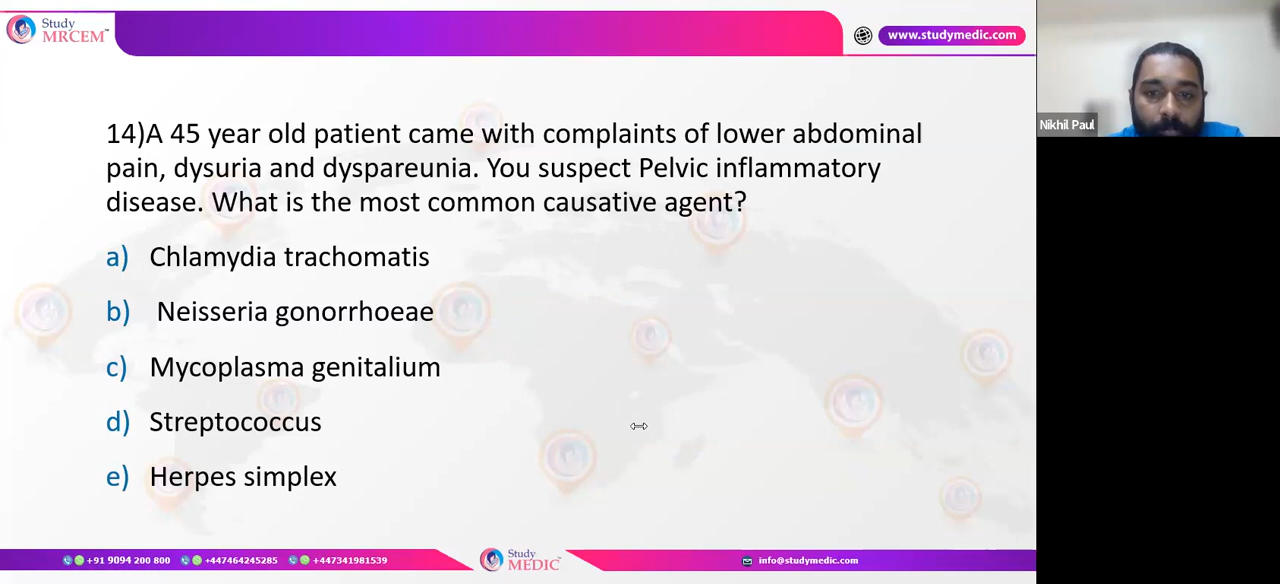 Study
MRCEM™
www.studymedic.com
Nikhil Paul
14)A 45 year old patient came with complaints of lower abdominal
pain, dysuria and dyspareunia. You suspect Pelvic inflammatory
disease. What is the most common causative agent?
a) Chlamydia trachomatis
b) Neisseria gonorrhoeae
c) Mycoplasma genitalium
d) Streptococcus
e) Herpes simplex
+91 9094 200 800 +447464245285 +447341981539
Study
MEDIC™
info@studymedic.com